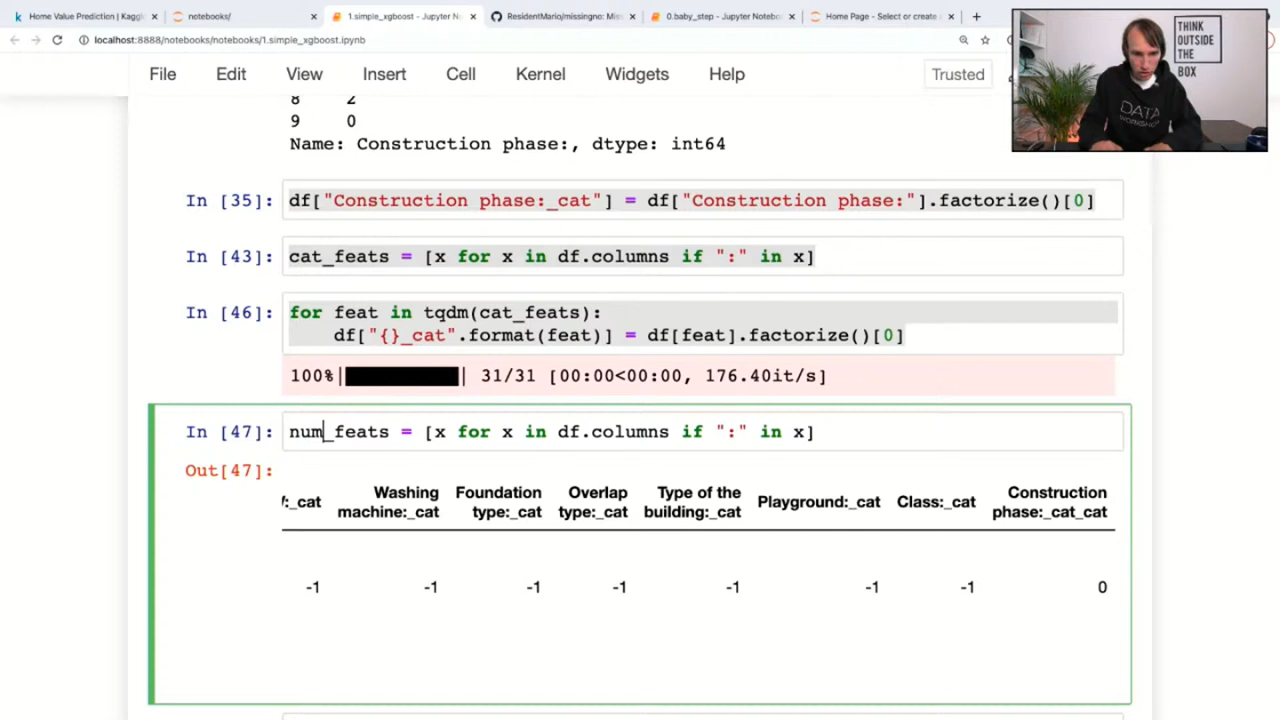 Home Value Prediction | Kaggl
notebooks/
1.simple_xgboost - Jupyter No
ResidentMario/missingno: Mis
0.baby_step - Jupyter Notebo
Home Page - Select or create
localhost:8888/notebooks/notebooks/1.simple_xgboost.ipynb
THINK
OUTSIDE
THE
BOX
DATA
WORKSHOP
File Edit View Insert Cell Kernel Widgets Help
Trusted
8 2
9 0
Name: Construction phase:, dtype: int64
In [35]: df["Construction phase:_cat"] = df["Construction phase:"].factorize()[0]
In [43]: cat_feats = [x for x in df.columns if ":" in x]
In [46]: for feat in tqdm(cat_feats):
df["{}_cat".format(feat)] = df[feat].factorize()[0]
100%| | 31/31 [00:00<00:00, 176.40it/s]
In [47]: num_feats = [x for x in df.columns if ":" in x]
Out[47]:
:_cat Washing machine:_cat Foundation type:_cat Overlap type:_cat Type of the building:_cat Playground:_cat Class:_cat Construction phase:_cat_cat
-1 -1 -1 -1 -1 -1 -1 0